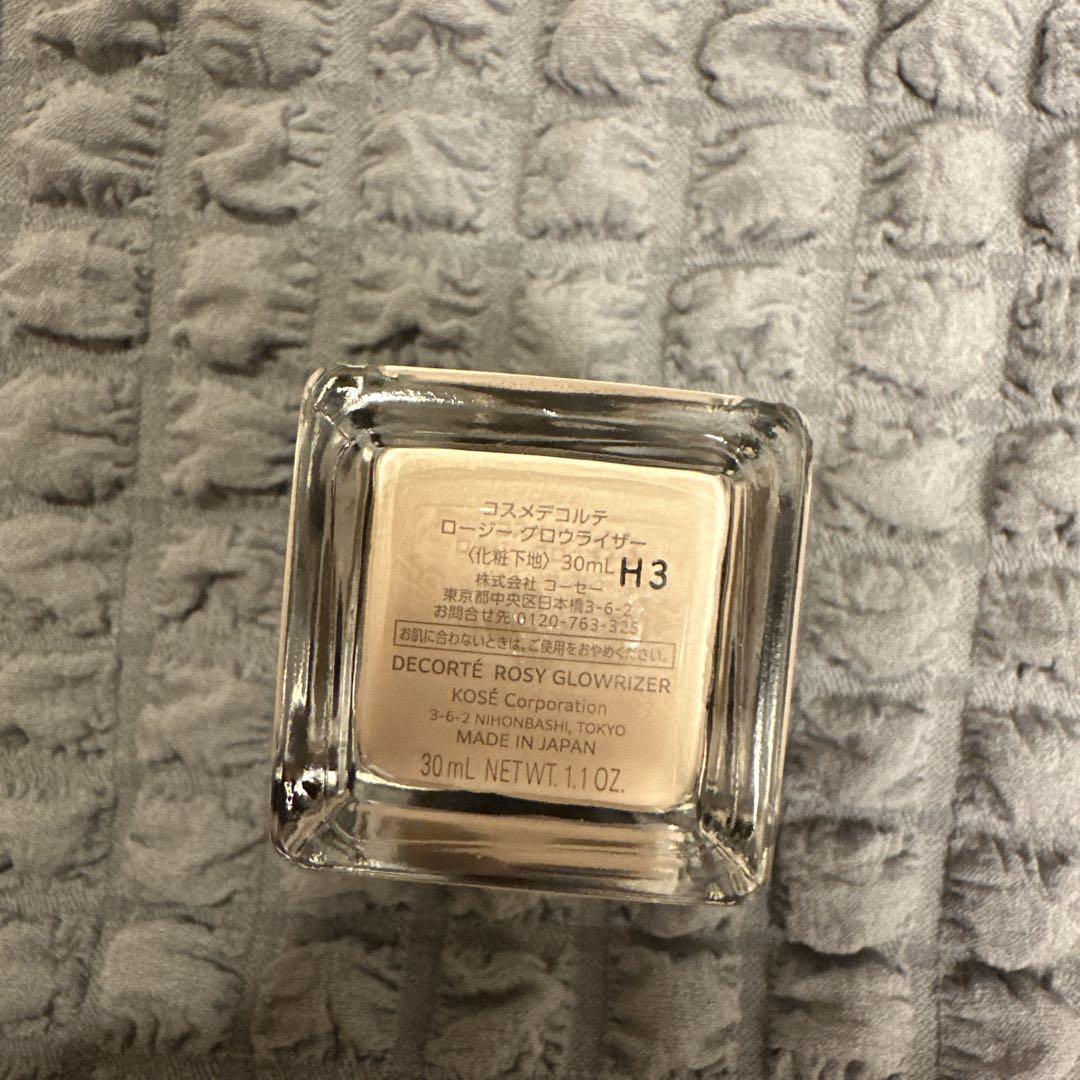 コスメデコルテ
ロージー グロウライザー
〈化粧下地〉 30mL H3
株式会社 コーセー
東京都中央区日本橋3-6-2
お問合せ先 0120-763-325
お肌に合わないときは、ご使用をおやめください。
DECORTÉ ROSY GLOWRIZER
KOSÉ Corporation
3-6-2 NIHONBASHI, TOKYO
MADE IN JAPAN
30 mL NET WT. 1.1 OZ.